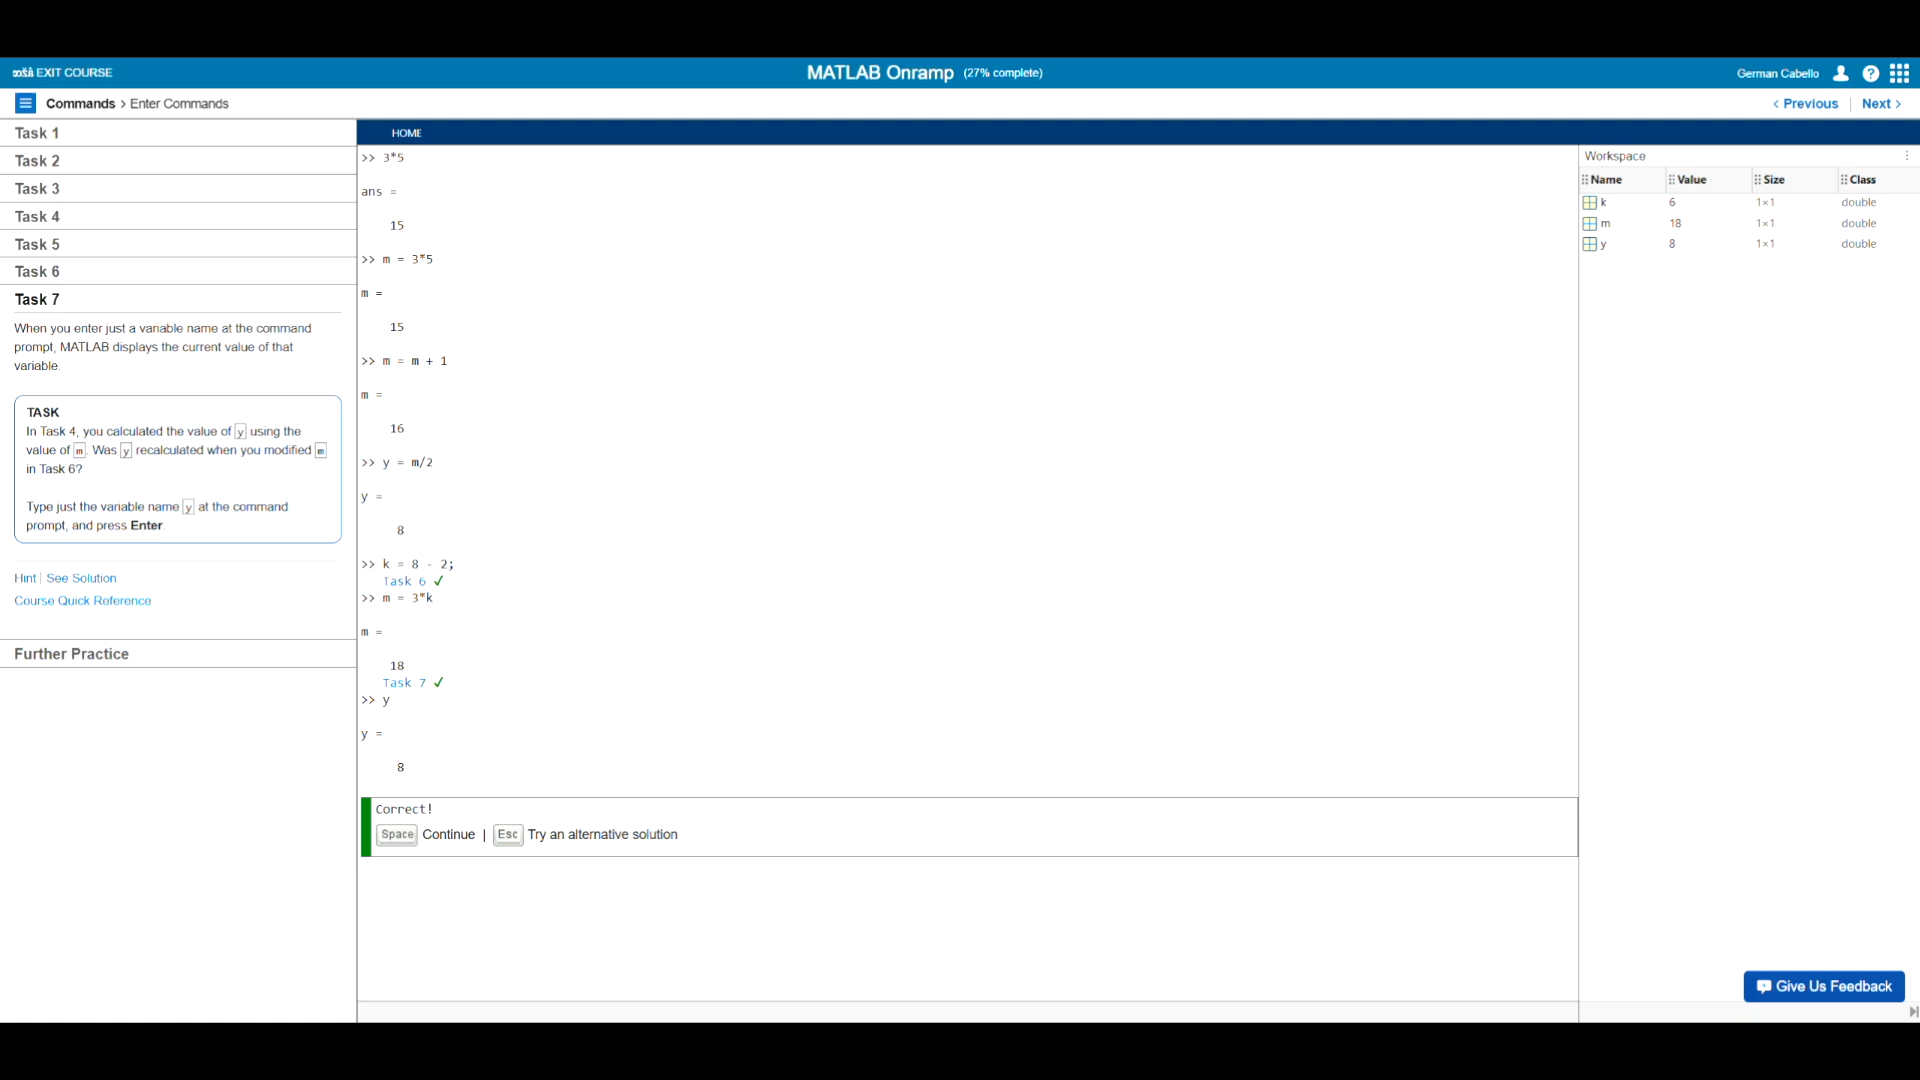 EXIT COURSE
MATLAB Onramp (27% complete)
German Cabello
Commands > Enter Commands
< Previous | Next >
Task 1
Task 2
Task 3
Task 4
Task 5
Task 6
Task 7
When you enter just a variable name at the command
prompt, MATLAB displays the current value of that
variable.
TASK
In Task 4, you calculated the value of y using the
value of m. Was y recalculated when you modified m
in Task 6?
Type just the variable name y at the command
prompt, and press Enter.
Hint | See Solution
Course Quick Reference
Further Practice
HOME
>> 3*5
ans =
15
>> m = 3*5
m =
15
>> m = m + 1
m =
16
>> y = m/2
y =
8
>> k = 8 - 2;
Task 6 ✓
>> m = 3*k
m =
18
Task 7 ✓
>> y
y =
8
Correct!
Space Continue | Esc Try an alternative solution
Workspace
Name Value Size Class
k 6 1×1 double
m 18 1×1 double
y 8 1×1 double
Give Us Feedback